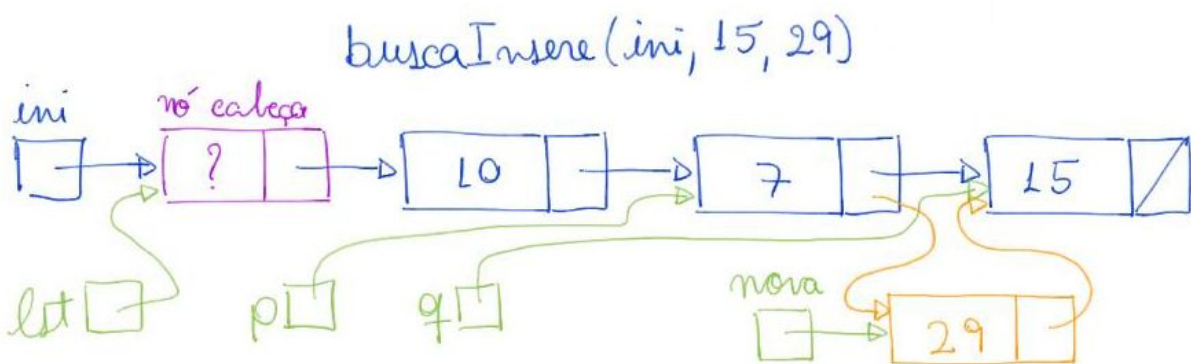 buscaInsere(ini, 15, 29)
ini
nó cabeça
? 10 7 15
lst p q nova
29